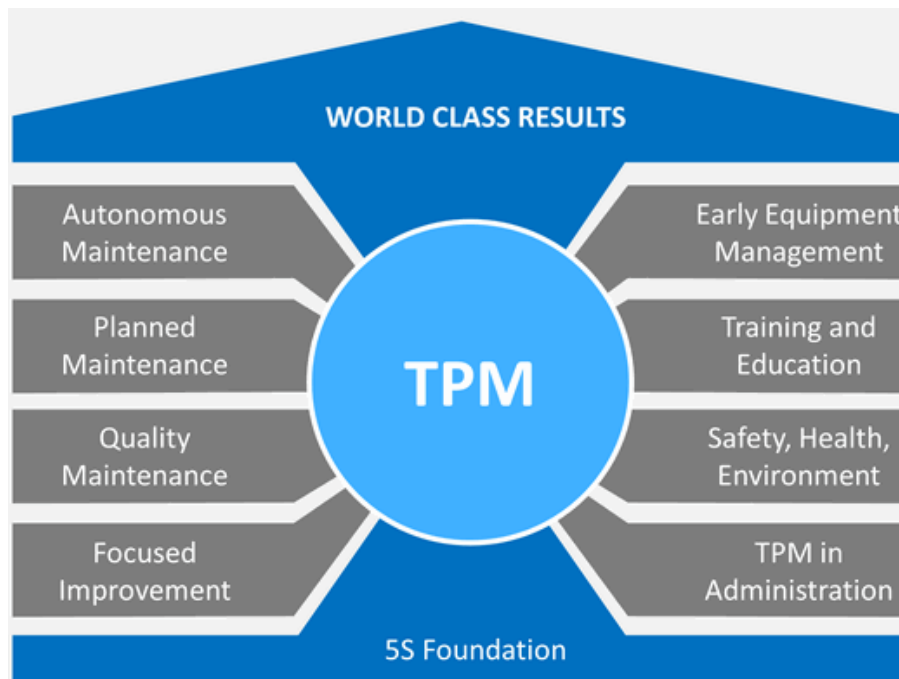 WORLD CLASS RESULTS
Autonomous
Maintenance
Planned
Maintenance
Quality
Maintenance
Focused
Improvement
TPM
Early Equipment
Management
Training and
Education
Safety, Health,
Environment
TPM in
Administration
5S Foundation